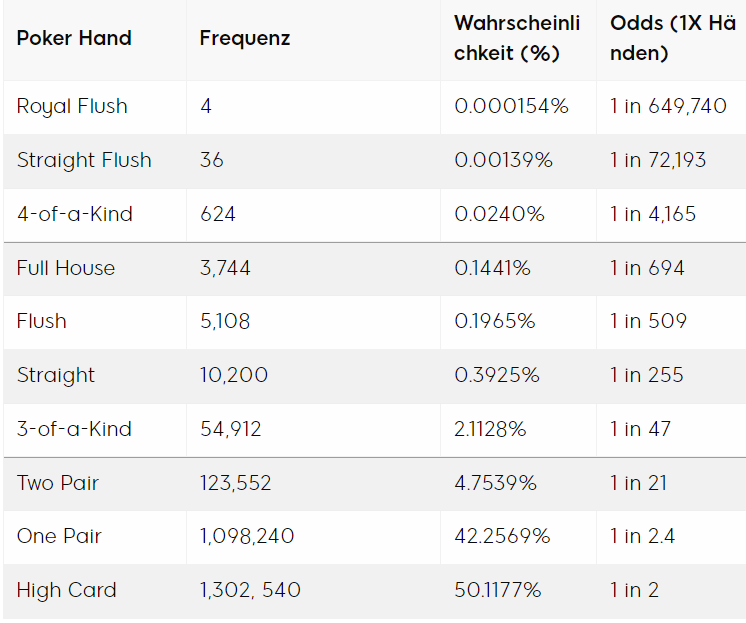 Poker Hand Frequenz Wahrscheinli Odds (1X Hä
chkeit (%) nden)
Royal Flush 4 0.000154% 1 in 649,740
Straight Flush 36 0.00139% 1 in 72,193
4-of-a-Kind 624 0.0240% 1 in 4,165
Full House 3,744 0.1441% 1 in 694
Flush 5,108 0.1965% 1 in 509
Straight 10,200 0.3925% 1 in 255
3-of-a-Kind 54,912 2.1128% 1 in 47
Two Pair 123,552 4.7539% 1 in 21
One Pair 1,098,240 42.2569% 1 in 2.4
High Card 1,302, 540 50.1177% 1 in 2